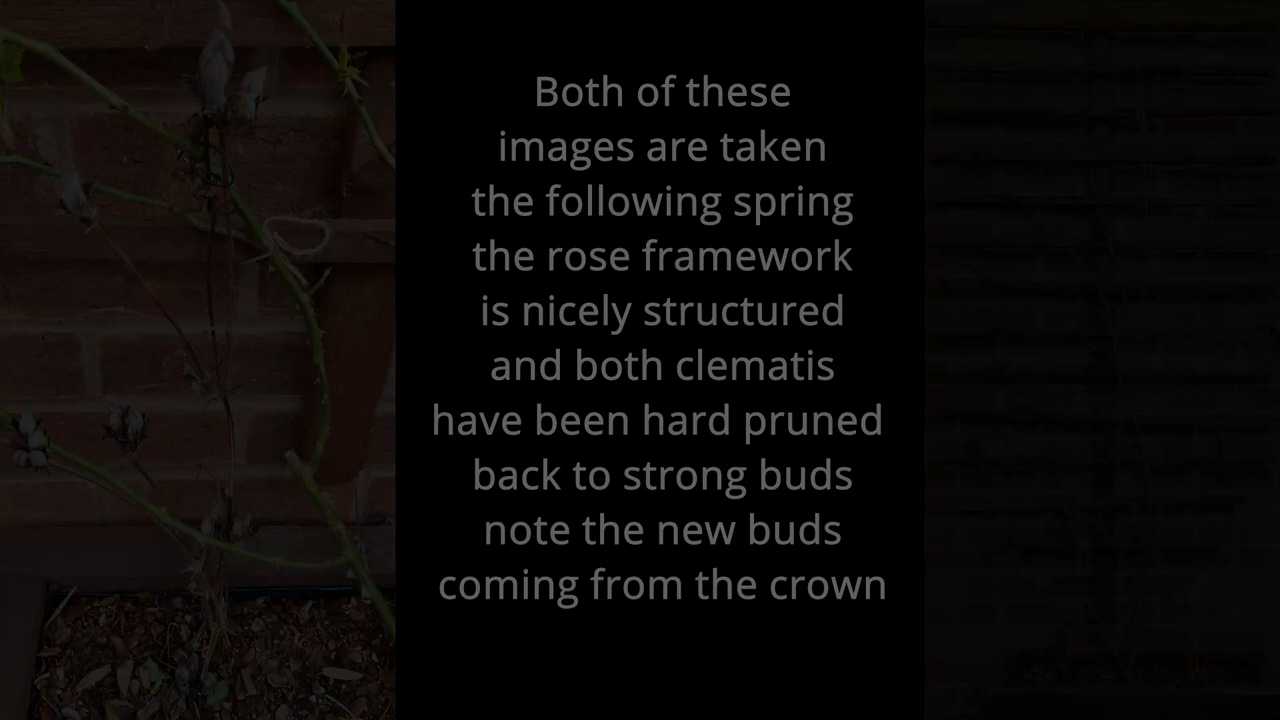 Both of these
images are taken
the following spring
the rose framework
is nicely structured
and both clematis
have been hard pruned
back to strong buds
note the new buds
coming from the crown